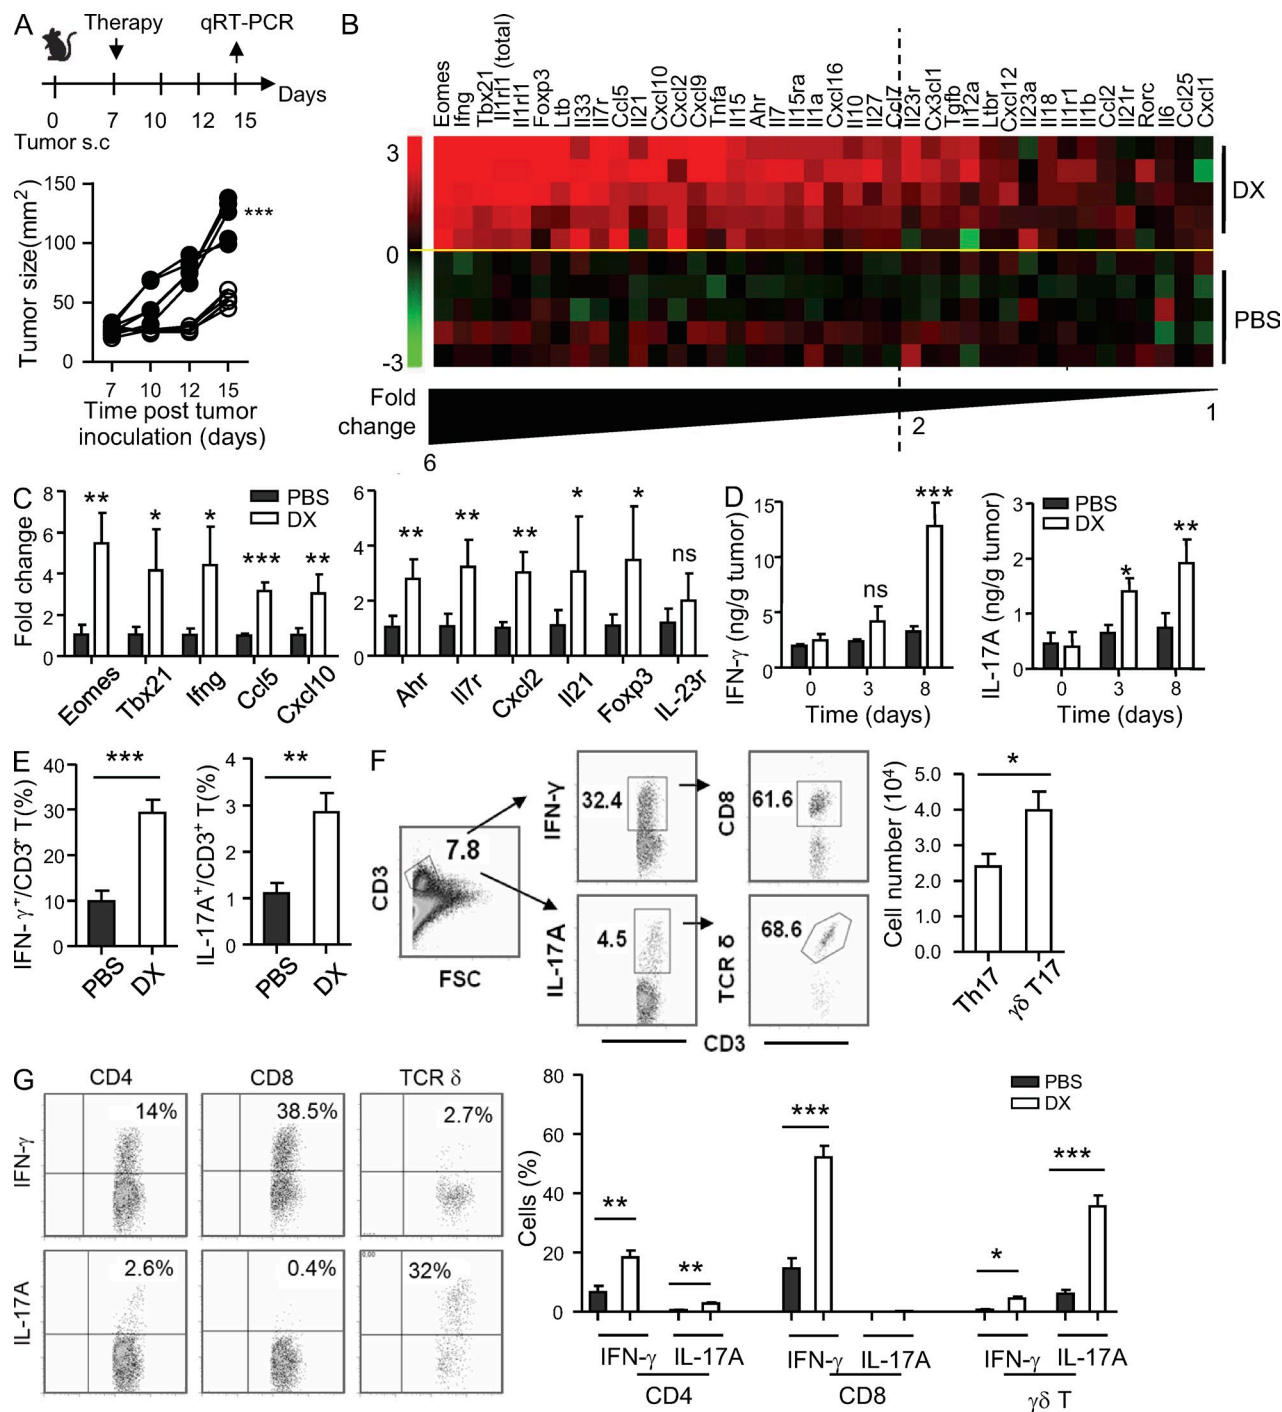 A
Therapy
qRT-PCR
0
7
10
12
15
Days
Tumor s.c
Tumor size(mm²)
150
100
50
0
***
7
10
12
15
Time post tumor
inoculation (days)
B
Eomes
Ifng
Tbx21
Il1rl1 (total)
Il1rl1
Foxp3
Ltb
Il33
Il7r
Ccl5
Il21
Cxcl10
Cxcl2
Cxcl9
Tnfa
Il15
Ahr
Il7
Il15ra
Il1a
Cxcl16
Il10
Il27
Ccl7
Il23r
Cx3cl1
Tgfb
Il12a
Ltbr
Cxcl12
Il23a
Il18
Il1r1
Il1b
Ccl2
Il21r
Rorc
Il6
Ccl25
Cxcl1
3
0
-3
DX
PBS
Fold
change
6
2
1
C
Fold change
8
6
4
2
0
PBS
DX
**
*
*
***
**
Eomes
Tbx21
Ifng
Ccl5
Cxcl10
6
4
2
0
**
**
**
*
*
ns
Ahr
Il7r
Cxcl2
Il21
Foxp3
IL-23r
D
IFN-γ (ng/g tumor)
15
10
5
0
ns
***
0
3
8
Time (days)
IL-17A (ng/g tumor)
3
2
1
0
PBS
DX
*
**
0
3
8
Time (days)
E
IFN-γ⁺/CD3⁺ T(%)
40
30
20
10
0
***
PBS
DX
IL-17A⁺/CD3⁺ T(%)
4
3
2
1
0
**
PBS
DX
F
CD3
7.8
FSC
IFN-γ
32.4
CD8
61.6
IL-17A
4.5
TCR δ
68.6
CD3
Cell number (10⁴)
5.0
4.0
3.0
2.0
1.0
0.0
*
Th17
γδ T17
G
CD4
CD8
TCR δ
IFN-γ
14%
38.5%
2.7%
IL-17A
2.6%
0.4%
32%
0.00
Cells (%)
80
60
40
20
0
PBS
DX
**
**
***
*
***
IFN-γ IL-17A
IFN-γ IL-17A
IFN-γ IL-17A
CD4
CD8
γδ T